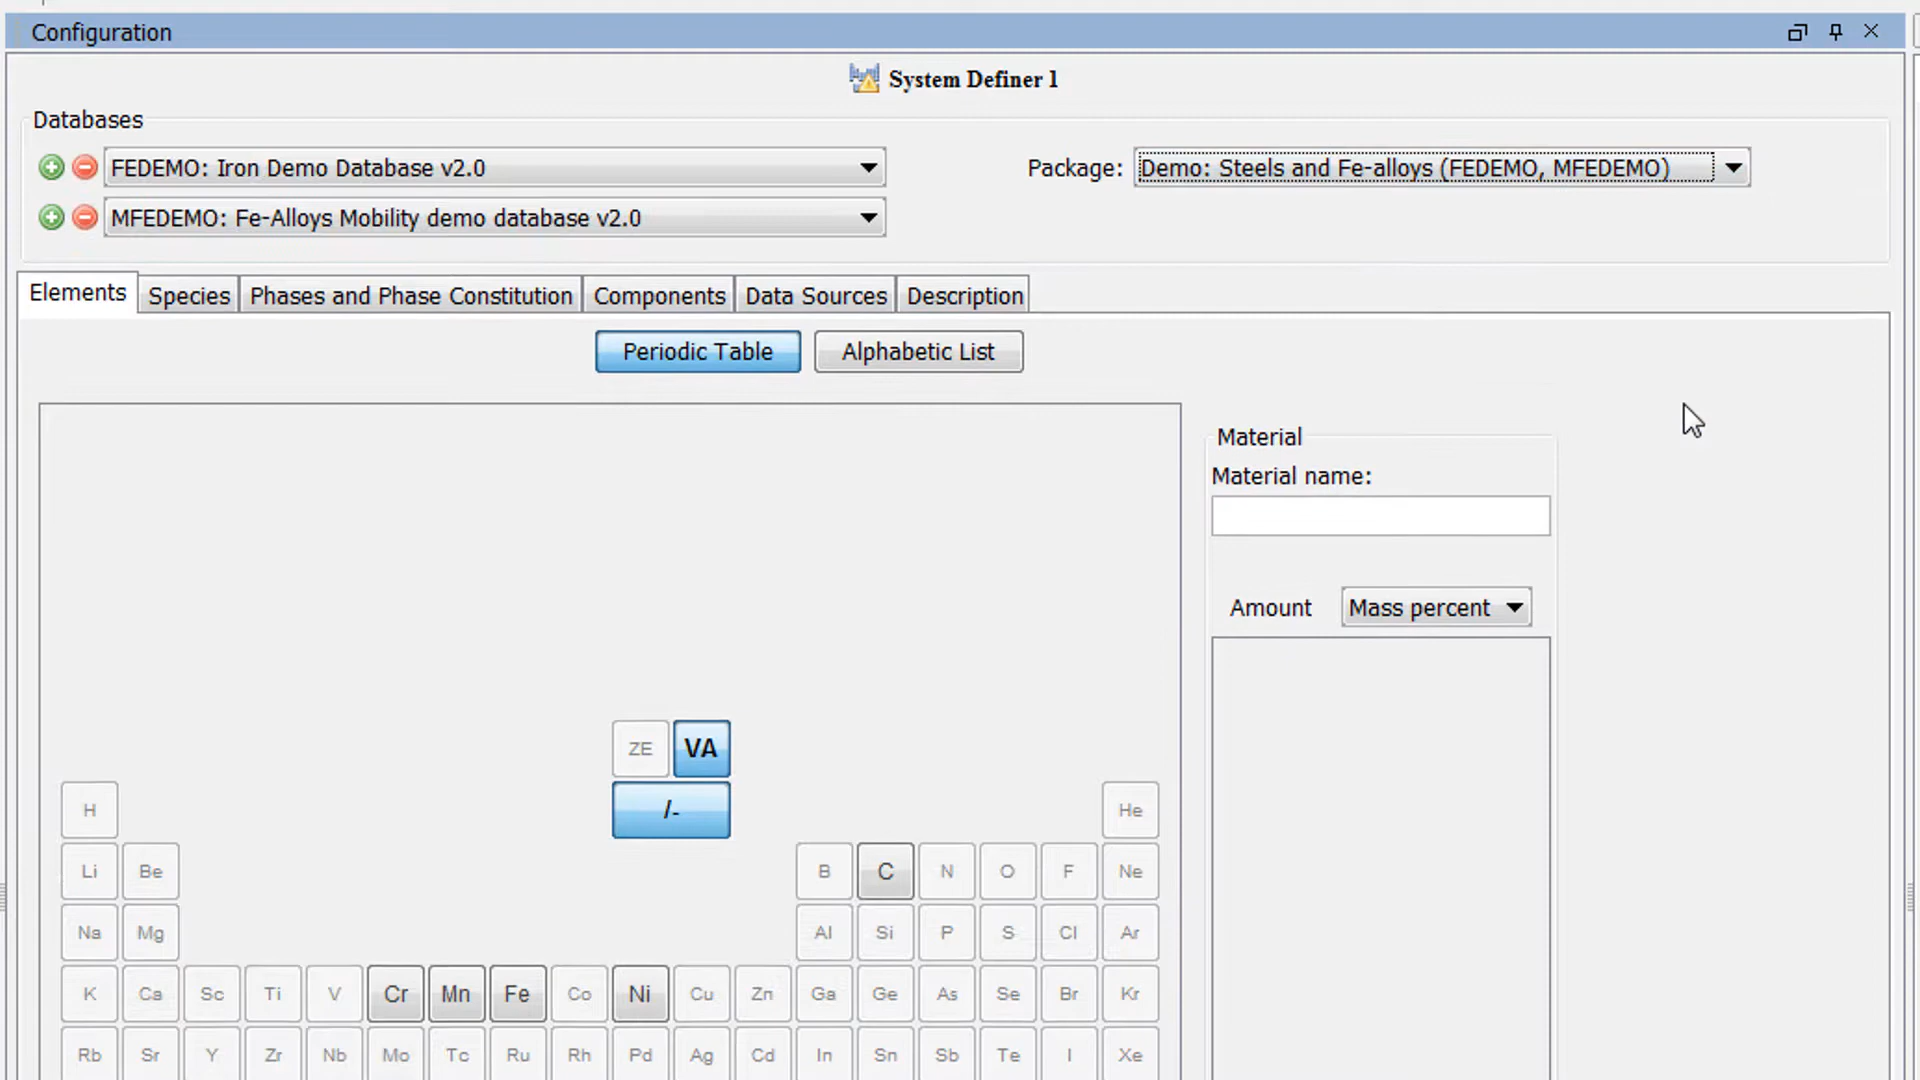 Configuration
System Definer 1
Databases
FEDEMO: Iron Demo Database v2.0
Package: Demo: Steels and Fe-alloys (FEDEMO, MFEDEMO)
MFEDEMO: Fe-Alloys Mobility demo database v2.0
Elements Species Phases and Phase Constitution Components Data Sources Description
Periodic Table Alphabetic List
Material
Material name:
Amount Mass percent
ZE VA
/-
H He
Li Be B C N O F Ne
Na Mg Al Si P S Cl Ar
K Ca Sc Ti V Cr Mn Fe Co Ni Cu Zn Ga Ge As Se Br Kr
Rb Sr Y Zr Nb Mo Tc Ru Rh Pd Ag Cd In Sn Sb Te I Xe